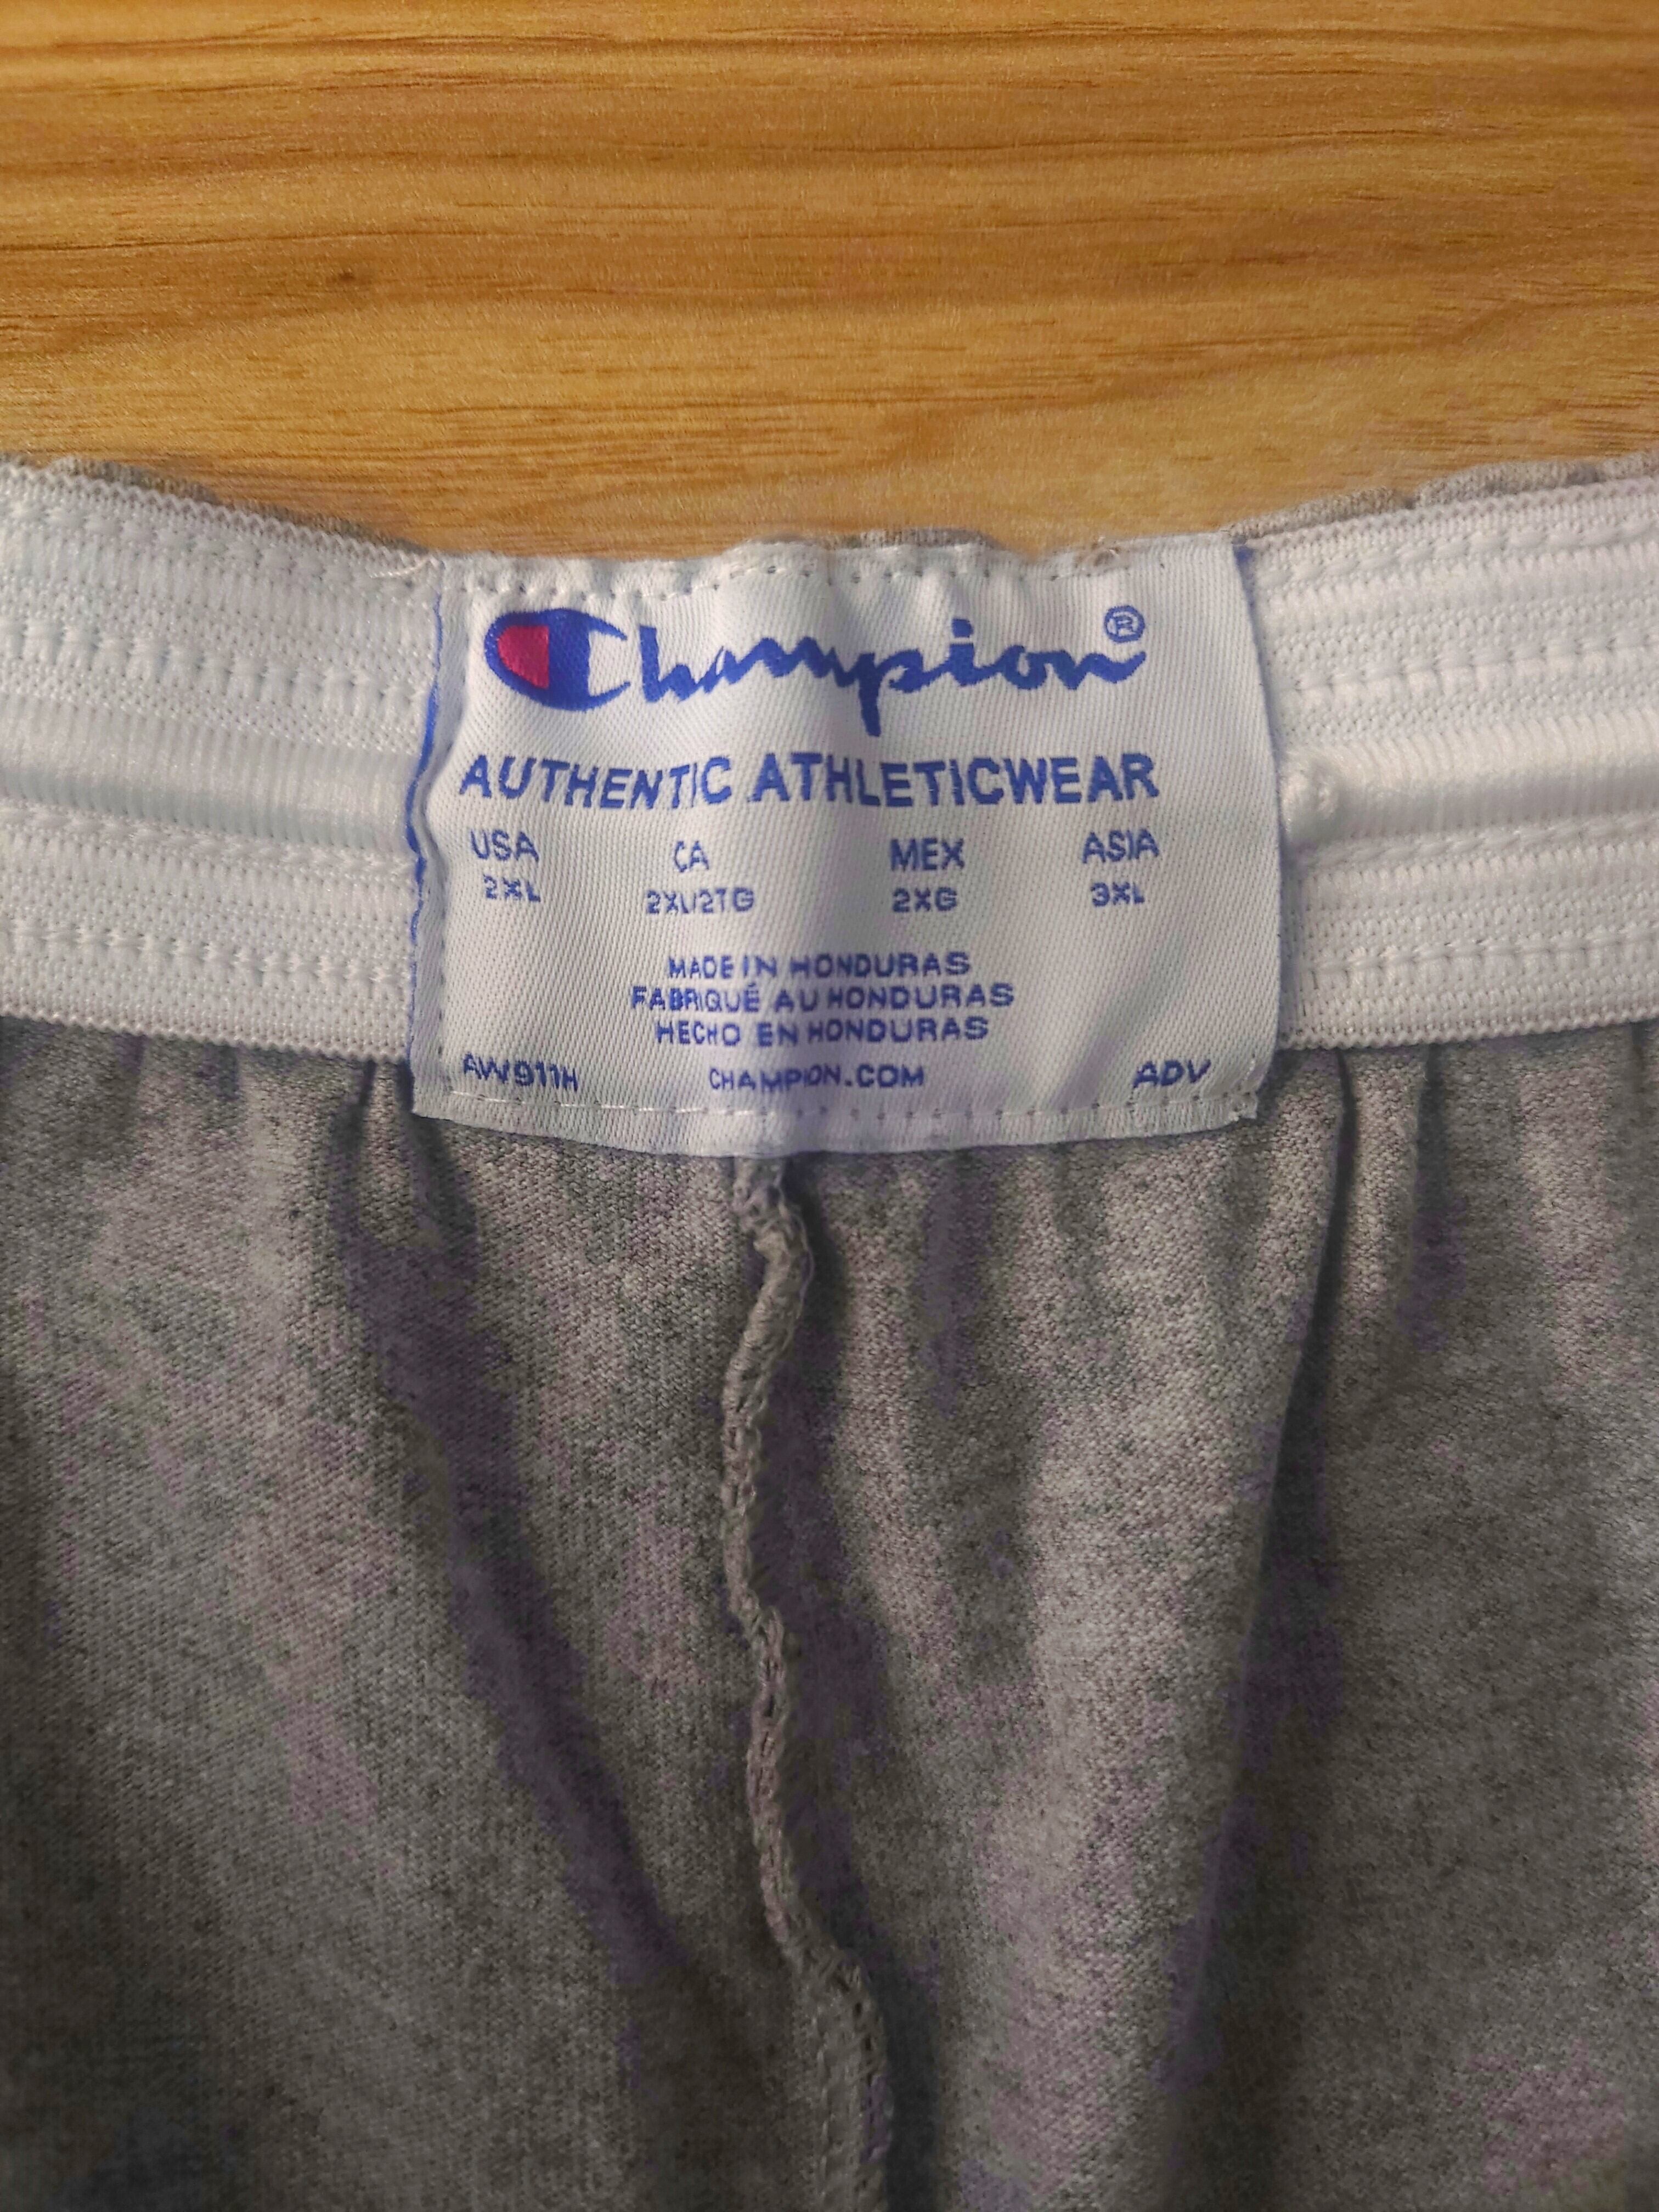 Champion®
AUTHENTIC ATHLETICWEAR
USA CA MEX ASIA
2XL 2XL/2TG 2XG 3XL
MADE IN HONDURAS
FABRIQUÉ AU HONDURAS
HECHO EN HONDURAS
AW911H CHAMPION.COM ADV